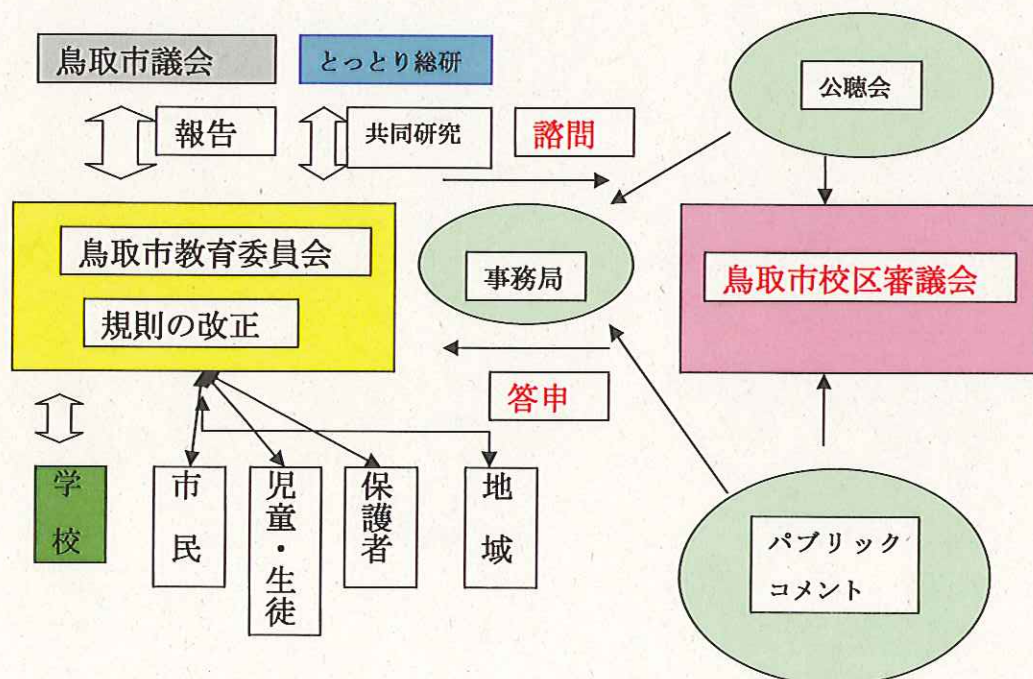 鳥取市議会
とっとり総研
公聴会
報告
共同研究
諮問
鳥取市教育委員会
規則の改正
事務局
鳥取市校区審議会
答申
学校
市民
児童・生徒
保護者
地域
パブリック
コメント